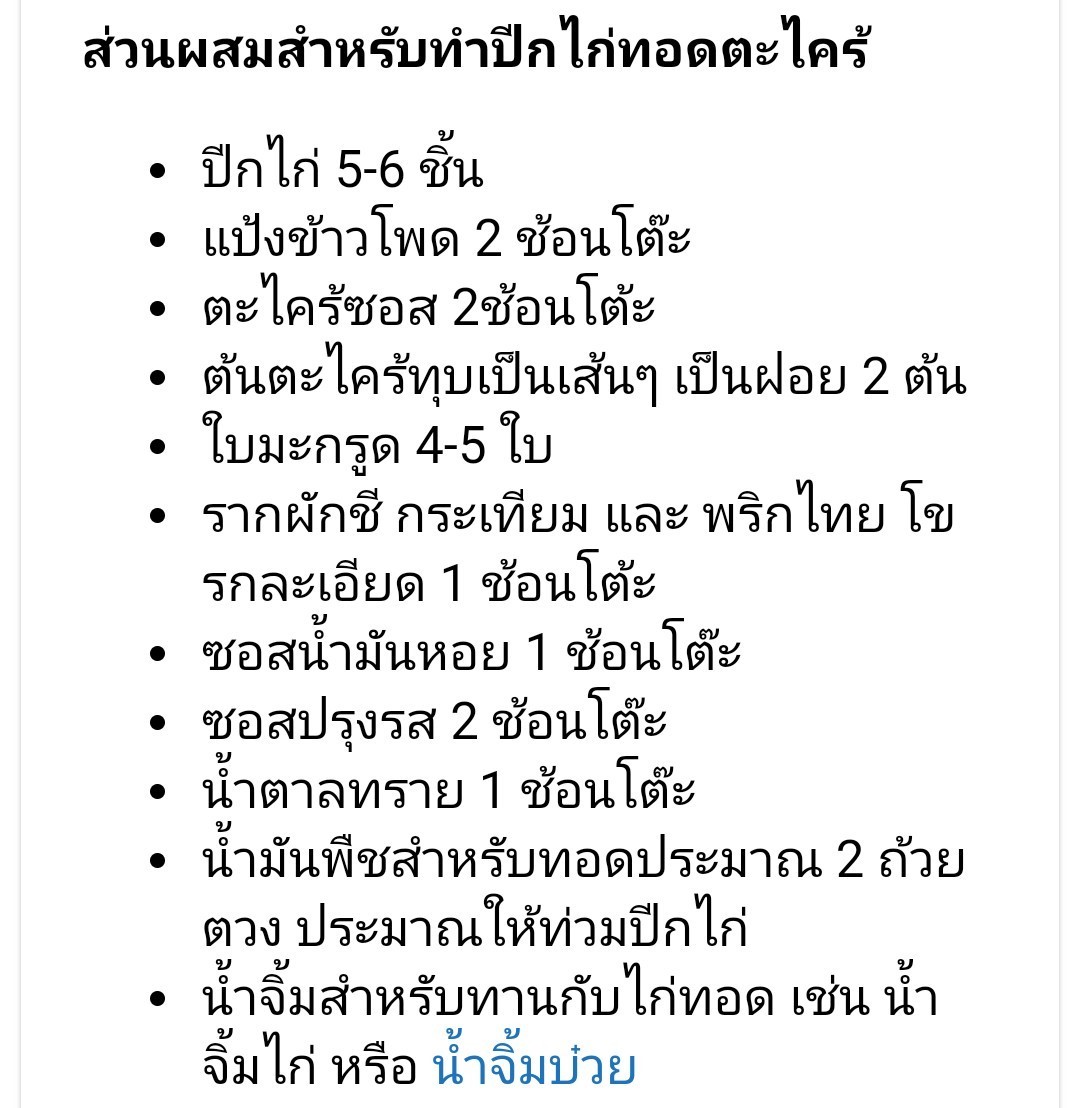 ส่วนผสมสำหรับทำปีกไก่ทอดตะไคร้
ปีกไก่ 5-6 ชิ้น
แป้งข้าวโพด 2 ช้อนโต๊ะ
ตะไคร้ซอส 2ช้อนโต้ะ
ต้นตะไคร้ทุบเป็นเส้นๆ เป็นฝอย 2 ต้น
ใบมะกรูด 4-5 ใบ
รากผักชี กระเทียม และ พริกไทย โข
รกละเอียด 1 ช้อนโต้ะ
ซอสน้ำมันหอย 1 ช้อนโต๊ะ
ซอสปรุงรส 2 ช้อนโต๊ะ
น้ำตาลทราย 1 ช้อนโต๊ะ
น้ำมันพืชสำหรับทอดประมาณ 2 ถ้วย
ตวง ประมาณให้ท่วมปีกไก่
น้ำจิ้มสำหรับทานกับไก่ทอด เช่น น้ำ
จิ้มไก่ หรือ น้ำจิ้มบ๋วย